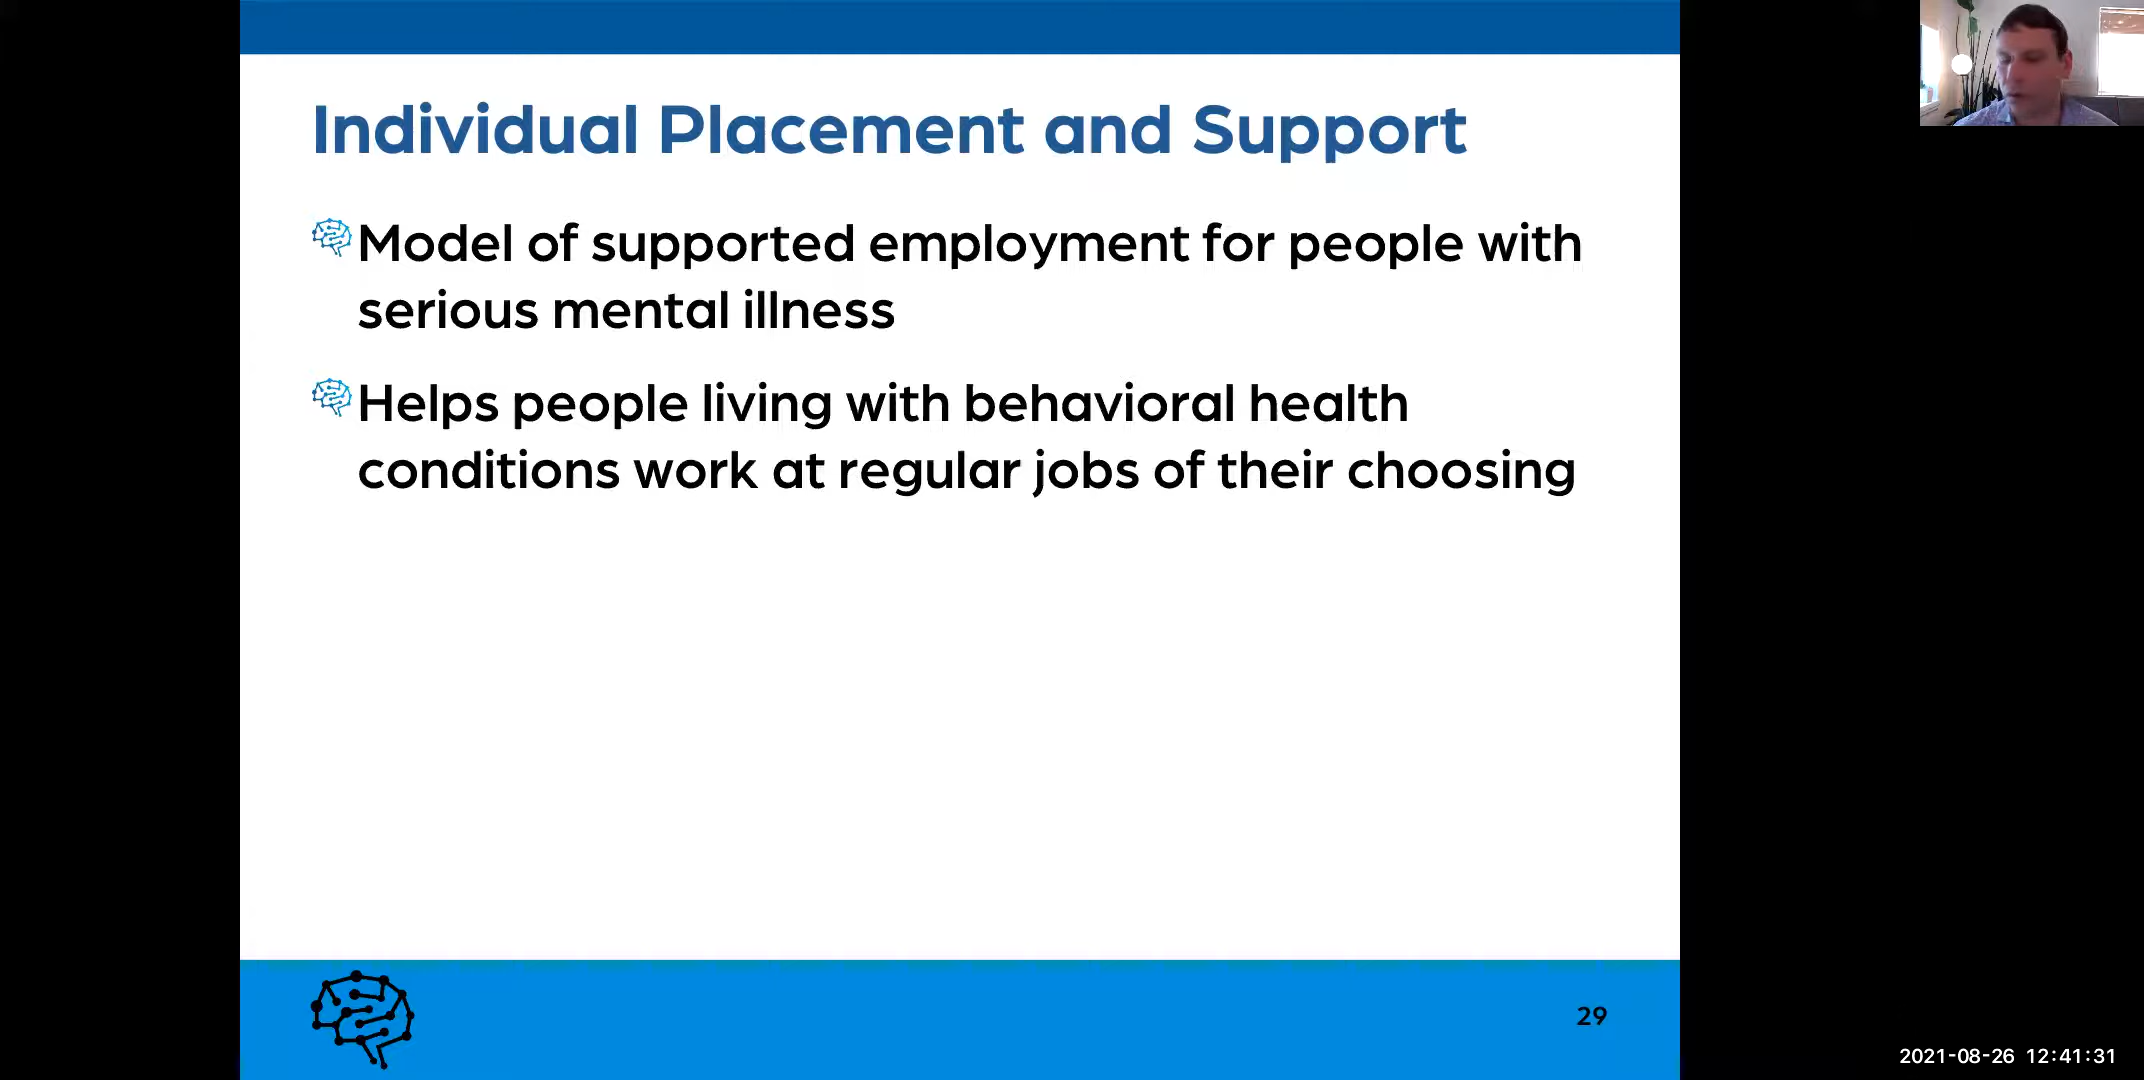 Individual Placement and Support
Model of supported employment for people with
serious mental illness
Helps people living with behavioral health
conditions work at regular jobs of their choosing
29
2021-08-26 12:41:31